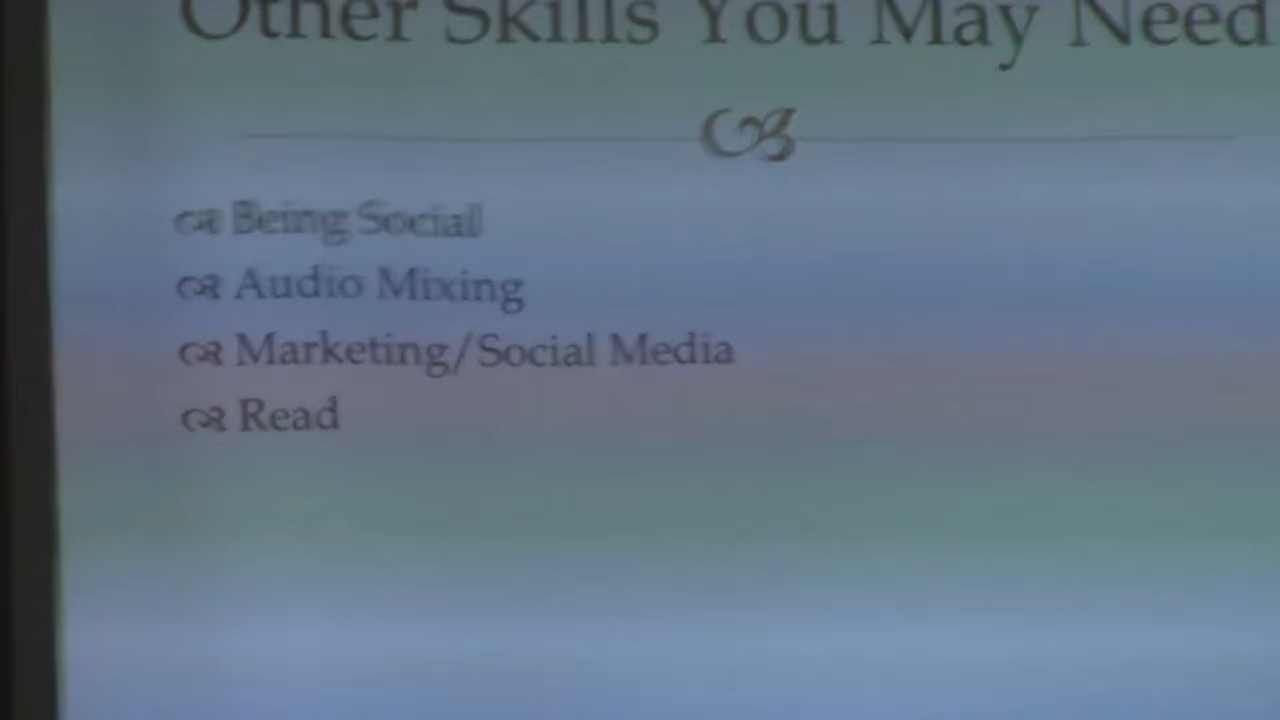 Other Skills You May Need
Being Social
Audio Mixing
Marketing/Social Media
Read